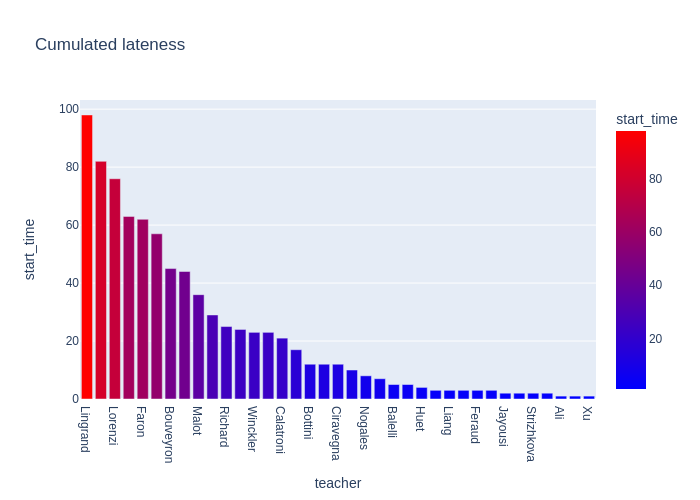 Cumulated lateness
start_time
100
80
60
40
20
0
start_time
80
60
40
20
Lingrand
Lorenzi
Faron
Bouveyron
Malot
Richard
Winckler
Calatroni
Bottini
Ciravegna
Nogales
Balelli
Huet
Liang
Feraud
Jayousi
Strizhkova
Ali
Xu
teacher